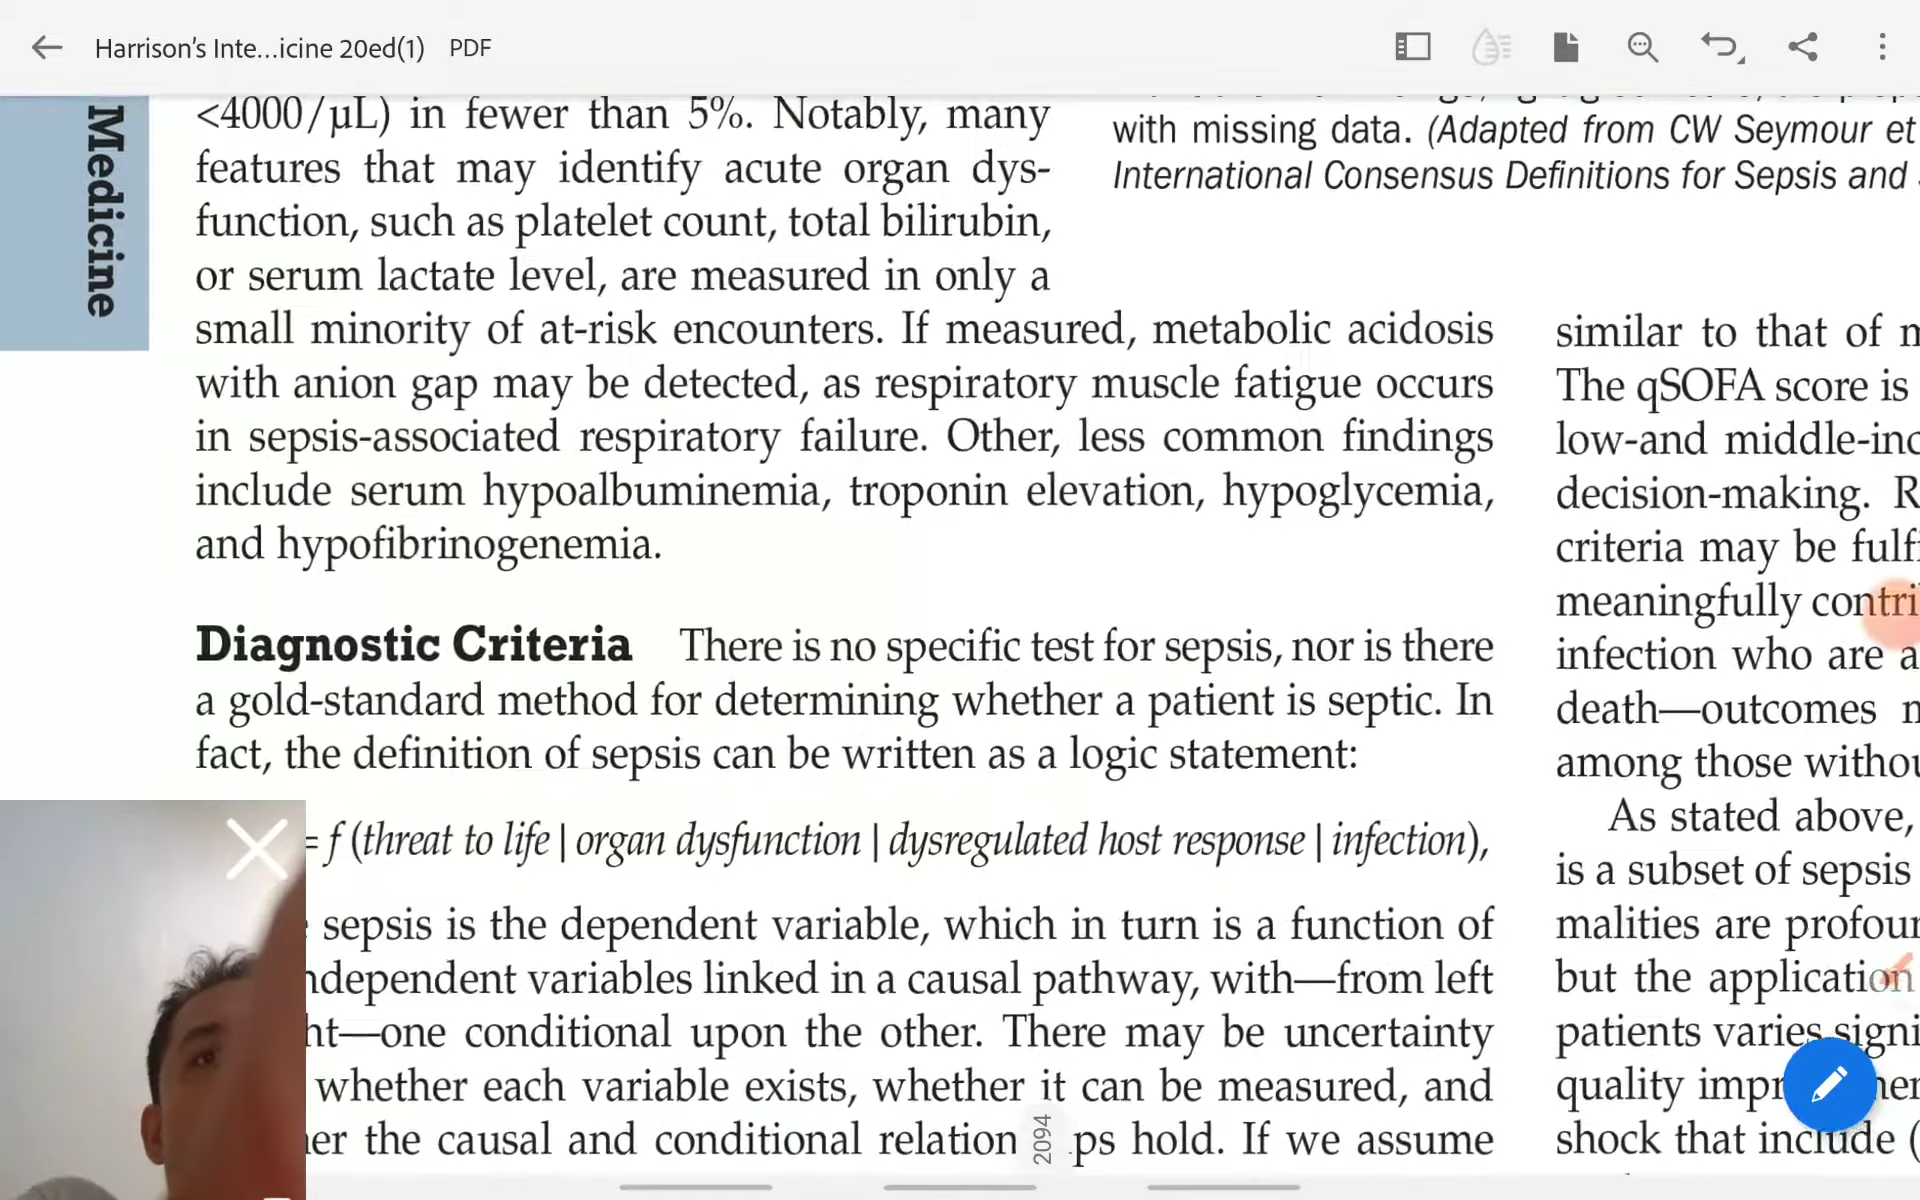 Harrison's Inte...icine 20ed(1) PDF
Medicine
<4000/µL) in fewer than 5%. Notably, many
features that may identify acute organ dys-
function, such as platelet count, total bilirubin,
or serum lactate level, are measured in only a
small minority of at-risk encounters. If measured, metabolic acidosis
with anion gap may be detected, as respiratory muscle fatigue occurs
in sepsis-associated respiratory failure. Other, less common findings
include serum hypoalbuminemia, troponin elevation, hypoglycemia,
and hypofibrinogenemia.
Diagnostic Criteria There is no specific test for sepsis, nor is there
a gold-standard method for determining whether a patient is septic. In
fact, the definition of sepsis can be written as a logic statement:
= f (threat to life | organ dysfunction | dysregulated host response | infection),
sepsis is the dependent variable, which in turn is a function of
independent variables linked in a causal pathway, with—from left
ht—one conditional upon the other. There may be uncertainty
whether each variable exists, whether it can be measured, and
er the causal and conditional relation ps hold. If we assume
2094
with missing data. (Adapted from CW Seymour et
International Consensus Definitions for Sepsis and
similar to that of m
The qSOFA score is
low-and middle-inc
decision-making. R
criteria may be fulfi
meaningfully contri
infection who are a
death—outcomes n
among those withou
As stated above,
is a subset of sepsis
malities are profour
but the application
patients varies signi
quality impr
shock that include (